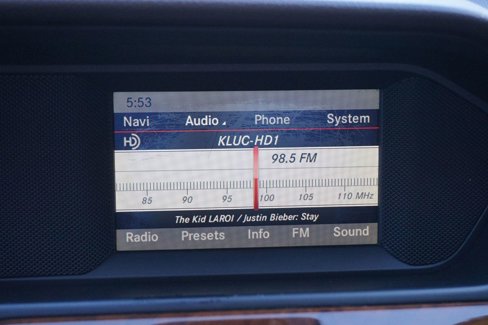 5:53
Navi Audio Phone System
HD KLUC-HD1
98.5 FM
85 90 95 100 105 110 MHz
The Kid LAROI / Justin Bieber: Stay
Radio Presets Info FM Sound